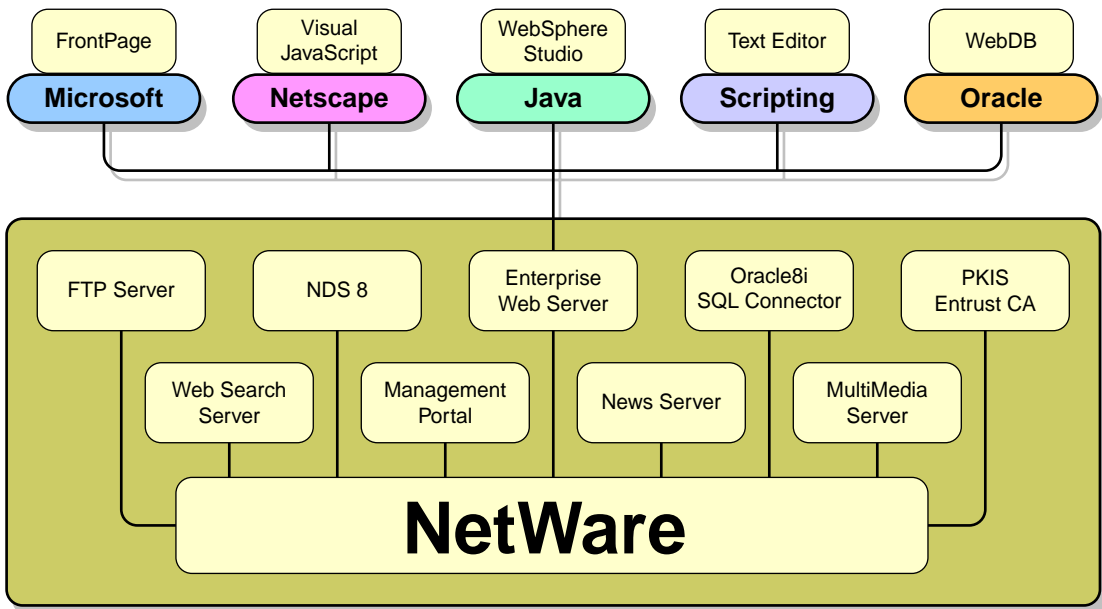 FrontPage
Visual
JavaScript
WebSphere
Studio
Text Editor
WebDB
Microsoft
Netscape
Java
Scripting
Oracle
FTP Server
NDS 8
Enterprise
Web Server
Oracle8i
SQL Connector
PKIS
Entrust CA
Web Search
Server
Management
Portal
News Server
MultiMedia
Server
NetWare